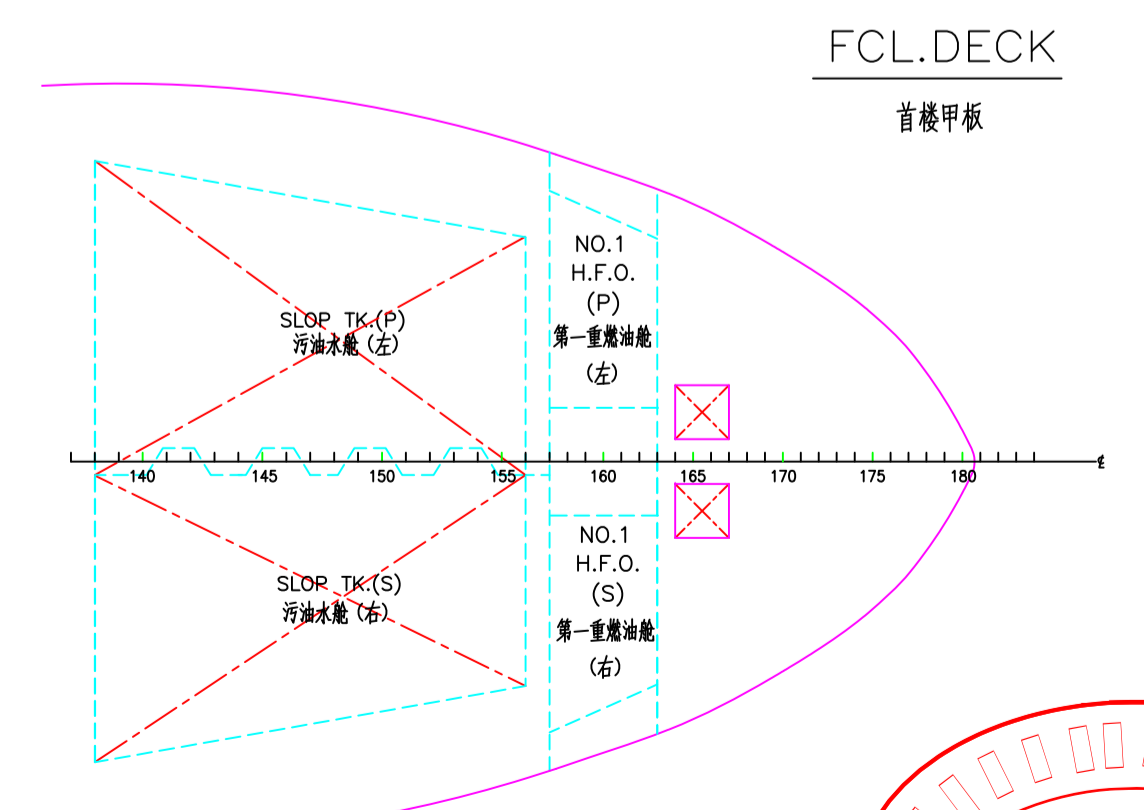 FCL.DECK
首楼甲板
NO.1
H.F.O.
(P)
第一重燃油舱
(左)
SLOP TK.(P)
污油水舱 (左)
140 145 150 155 160 165 170 175 180 ℄
NO.1
H.F.O.
(S)
第一重燃油舱
(右)
SLOP TK.(S)
污油水舱 (右)